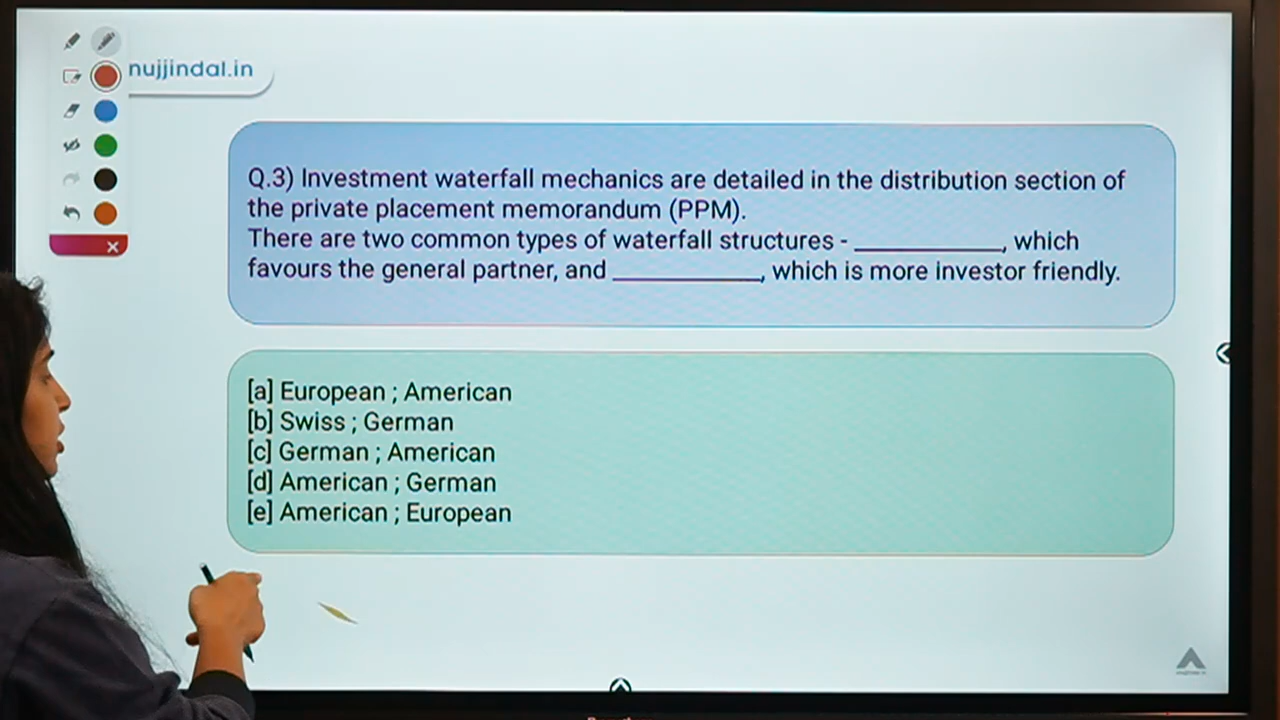 nujjindal.in
Q.3) Investment waterfall mechanics are detailed in the distribution section of
the private placement memorandum (PPM).
There are two common types of waterfall structures - ____________, which
favours the general partner, and ____________, which is more investor friendly.
[a] European ; American
[b] Swiss ; German
[c] German ; American
[d] American ; German
[e] American ; European